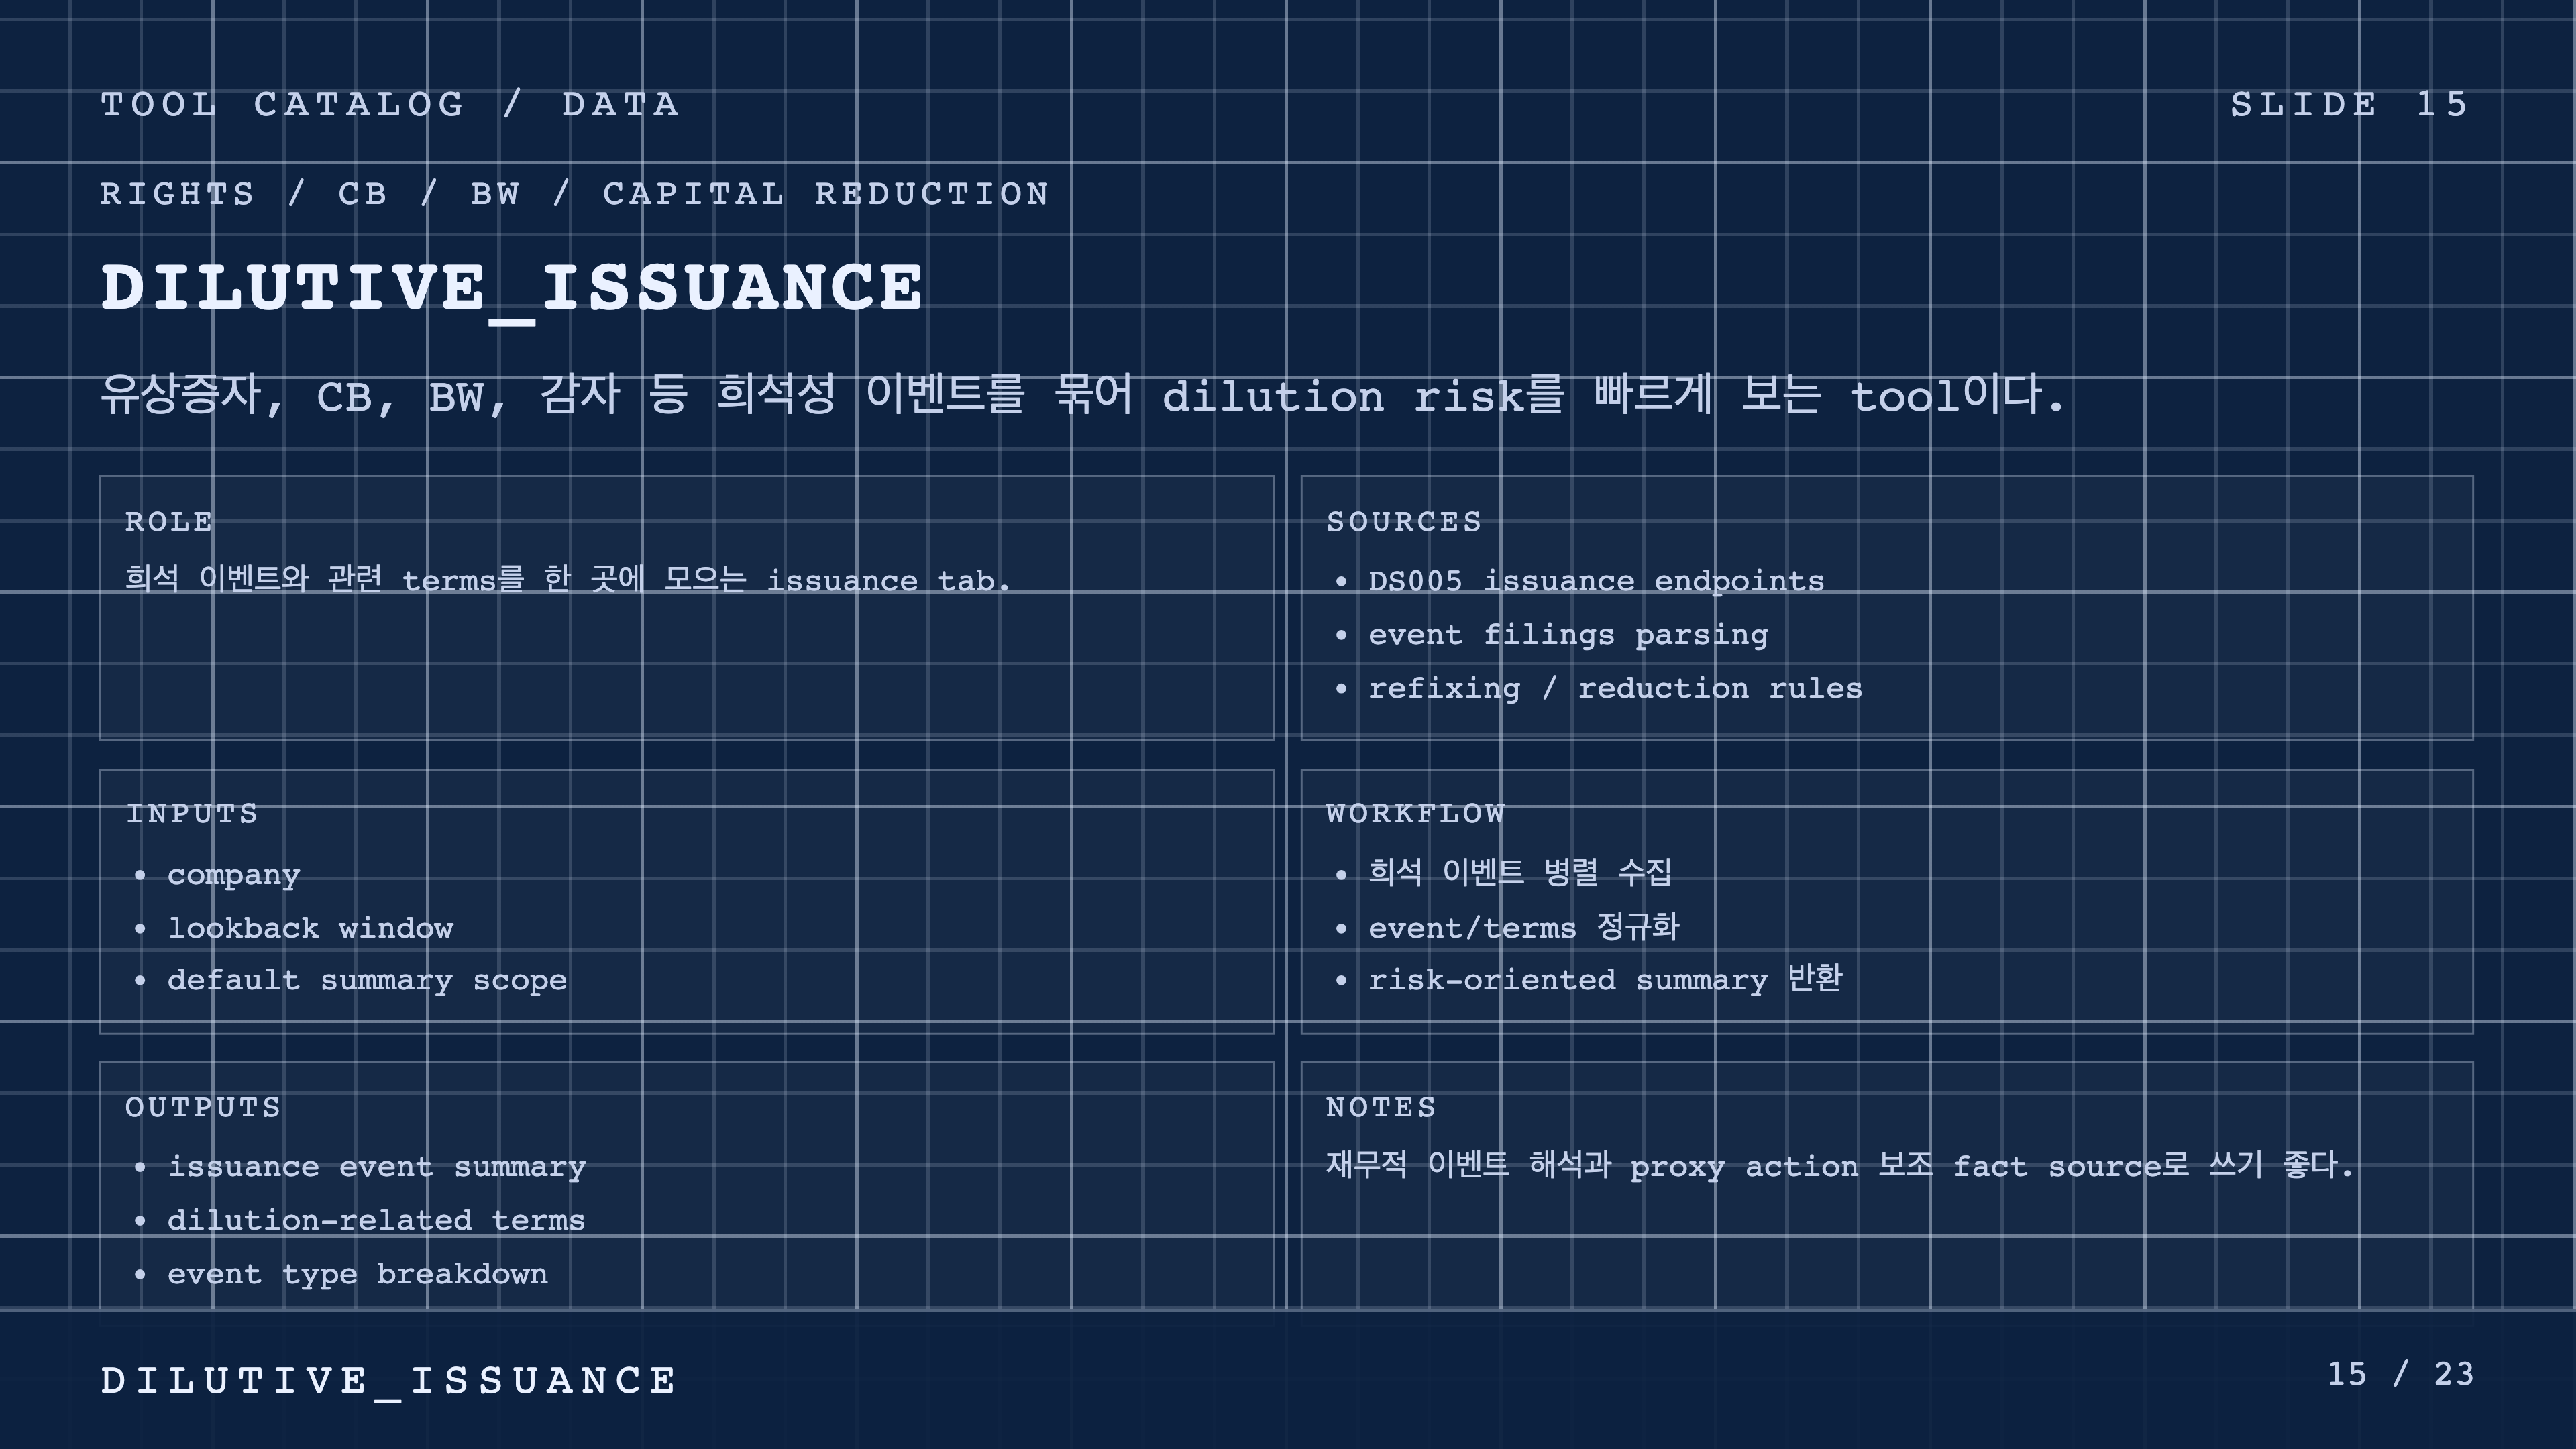 TOOL CATALOG / DATA
SLIDE 15
RIGHTS / CB / BW / CAPITAL REDUCTION
DILUTIVE_ISSUANCE
유상증자, CB, BW, 감자 등 희석성 이벤트를 묶어 dilution risk를 빠르게 보는 tool이다.
ROLE
희석 이벤트와 관련 terms를 한 곳에 모으는 issuance tab.
SOURCES
• DS005 issuance endpoints
• event filings parsing
• refixing / reduction rules
INPUTS
• company
• lookback window
• default summary scope
WORKFLOW
• 희석 이벤트 병렬 수집
• event/terms 정규화
• risk-oriented summary 반환
OUTPUTS
• issuance event summary
• dilution-related terms
• event type breakdown
NOTES
재무적 이벤트 해석과 proxy action 보조 fact source로 쓰기 좋다.
DILUTIVE_ISSUANCE
15 / 23